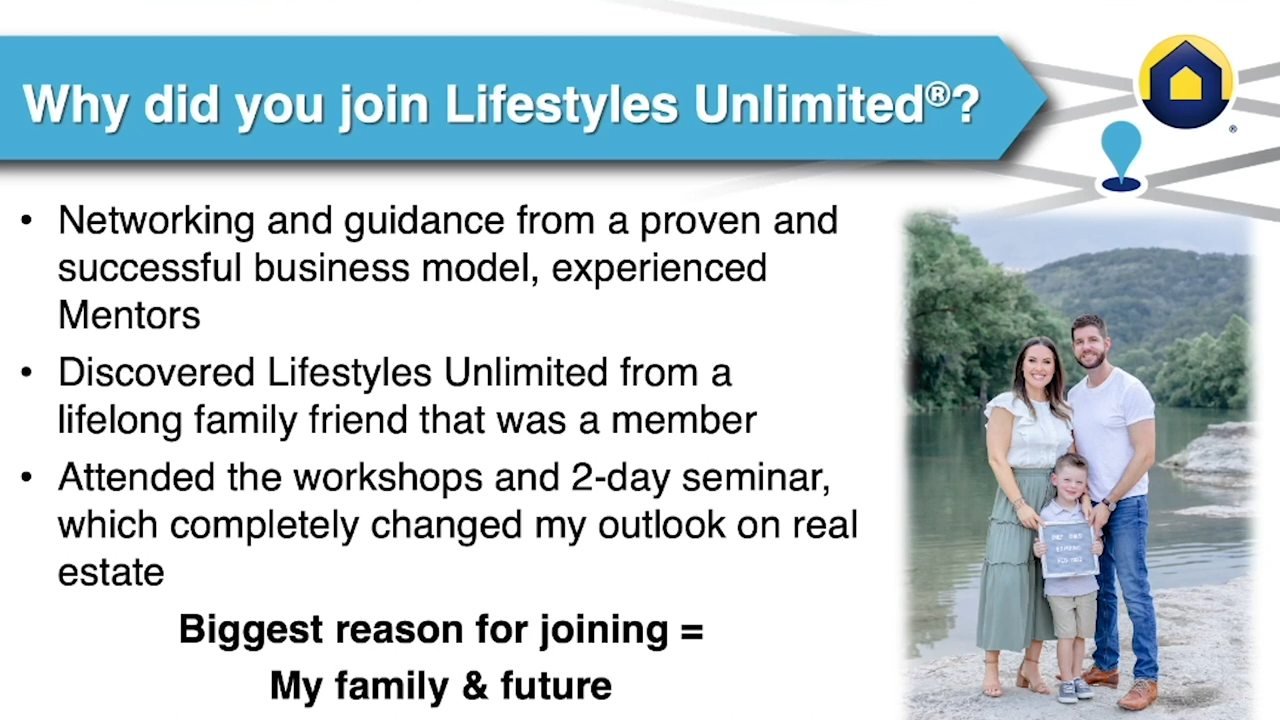 Why did you join Lifestyles Unlimited®?
®
• Networking and guidance from a proven and
successful business model, experienced
Mentors
• Discovered Lifestyles Unlimited from a
lifelong family friend that was a member
• Attended the workshops and 2-day seminar,
which completely changed my outlook on real
estate
Biggest reason for joining =
My family & future